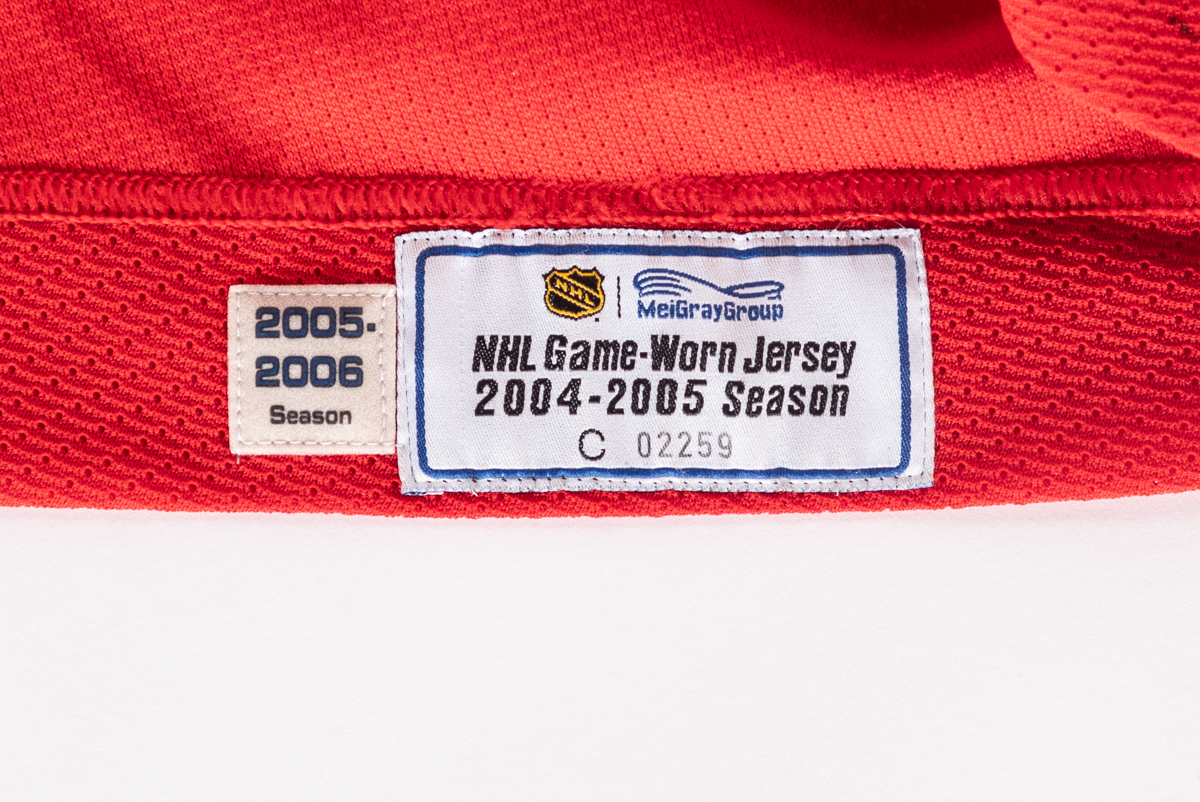 2005-
2006
Season
NHL | MeiGrayGroup
NHL Game-Worn Jersey
2004-2005 Season
C 02259